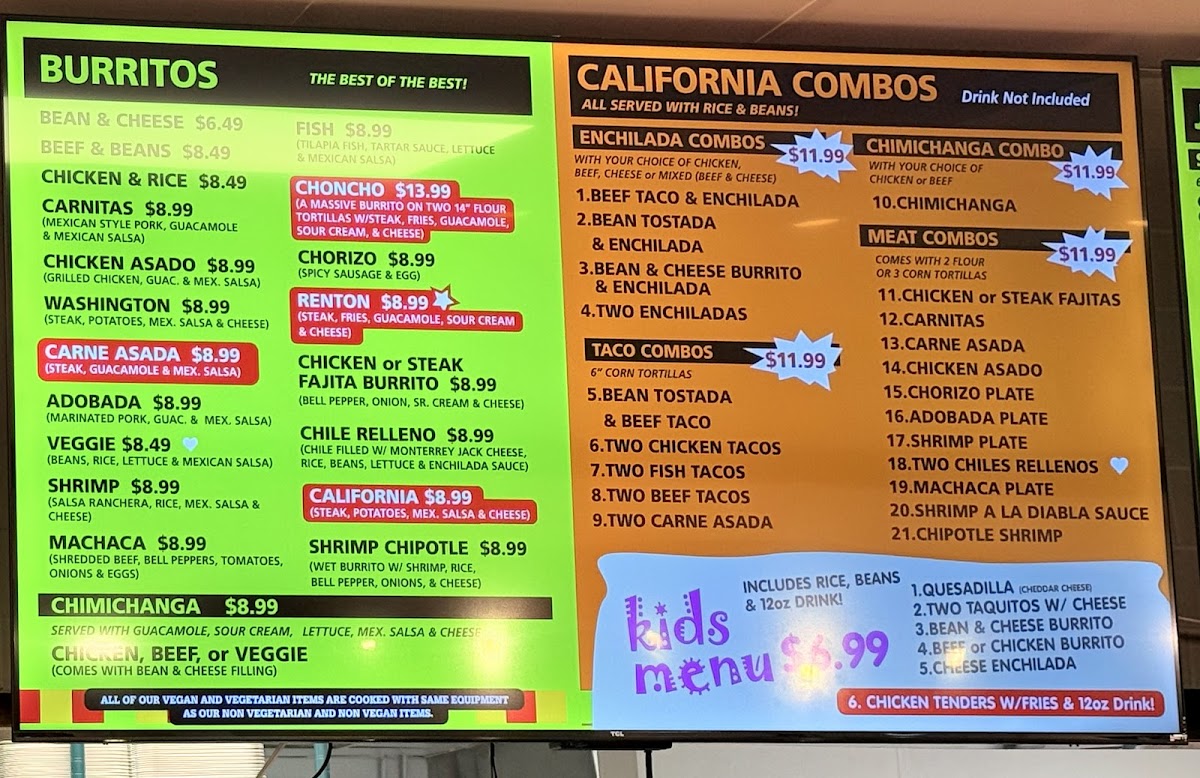 BURRITOS
THE BEST OF THE BEST!
BEAN & CHEESE $6.49
BEEF & BEANS $8.49
CHICKEN & RICE $8.49
CARNITAS $8.99
(MEXICAN STYLE PORK, GUACAMOLE
& MEXICAN SALSA)
CHICKEN ASADO $8.99
(GRILLED CHICKEN, GUAC. & MEX. SALSA)
WASHINGTON $8.99
(STEAK, POTATOES, MEX. SALSA & CHEESE)
CARNE ASADA $8.99
(STEAK, GUACAMOLE & MEX. SALSA)
ADOBADA $8.99
(MARINATED PORK, GUAC. & MEX. SALSA)
VEGGIE $8.49
(BEANS, RICE, LETTUCE & MEXICAN SALSA)
SHRIMP $8.99
(SALSA RANCHERA, RICE, MEX. SALSA &
CHEESE)
MACHACA $8.99
(SHREDDED BEEF, BELL PEPPERS, TOMATOES,
ONIONS & EGGS)
FISH $8.99
(TILAPIA FISH, TARTAR SAUCE, LETTUCE
& MEXICAN SALSA)
CHONCHO $13.99
(A MASSIVE BURRITO ON TWO 14" FLOUR
TORTILLAS W/STEAK, FRIES, GUACAMOLE,
SOUR CREAM, & CHEESE)
CHORIZO $8.99
(SPICY SAUSAGE & EGG)
RENTON $8.99
(STEAK, FRIES, GUACAMOLE, SOUR CREAM
& CHEESE)
CHICKEN or STEAK
FAJITA BURRITO $8.99
(BELL PEPPER, ONION, SR. CREAM & CHEESE)
CHILE RELLENO $8.99
(CHILE FILLED W/ MONTERREY JACK CHEESE,
RICE, BEANS, LETTUCE & ENCHILADA SAUCE)
CALIFORNIA $8.99
(STEAK, POTATOES, MEX. SALSA & CHEESE)
SHRIMP CHIPOTLE $8.99
(WET BURRITO W/ SHRIMP, RICE,
BELL PEPPER, ONIONS, & CHEESE)
CHIMICHANGA $8.99
SERVED WITH GUACAMOLE, SOUR CREAM, LETTUCE, MEX. SALSA & CHEESE
CHICKEN, BEEF, or VEGGIE
(COMES WITH BEAN & CHEESE FILLING)
ALL OF OUR VEGAN AND VEGETARIAN ITEMS ARE COOKED WITH SAME EQUIPMENT
AS OUR NON VEGETARIAN AND NON VEGAN ITEMS.
CALIFORNIA COMBOS
Drink Not Included
ALL SERVED WITH RICE & BEANS!
ENCHILADA COMBOS
$11.99
WITH YOUR CHOICE OF CHICKEN,
BEEF, CHEESE or MIXED (BEEF & CHEESE)
1.BEEF TACO & ENCHILADA
2.BEAN TOSTADA
& ENCHILADA
3.BEAN & CHEESE BURRITO
& ENCHILADA
4.TWO ENCHILADAS
TACO COMBOS
$11.99
6" CORN TORTILLAS
5.BEAN TOSTADA
& BEEF TACO
6.TWO CHICKEN TACOS
7.TWO FISH TACOS
8.TWO BEEF TACOS
9.TWO CARNE ASADA
CHIMICHANGA COMBO
$11.99
WITH YOUR CHOICE OF
CHICKEN or BEEF
10.CHIMICHANGA
MEAT COMBOS
$11.99
COMES WITH 2 FLOUR
OR 3 CORN TORTILLAS
11.CHICKEN or STEAK FAJITAS
12.CARNITAS
13.CARNE ASADA
14.CHICKEN ASADO
15.CHORIZO PLATE
16.ADOBADA PLATE
17.SHRIMP PLATE
18.TWO CHILES RELLENOS
19.MACHACA PLATE
20.SHRIMP A LA DIABLA SAUCE
21.CHIPOTLE SHRIMP
kids
menu
INCLUDES RICE, BEANS
& 12oz DRINK!
$6.99
1.QUESADILLA (CHEDDAR CHEESE)
2.TWO TAQUITOS W/ CHEESE
3.BEAN & CHEESE BURRITO
4.BEEF or CHICKEN BURRITO
5.CHEESE ENCHILADA
6. CHICKEN TENDERS W/FRIES & 12oz Drink!
TCL